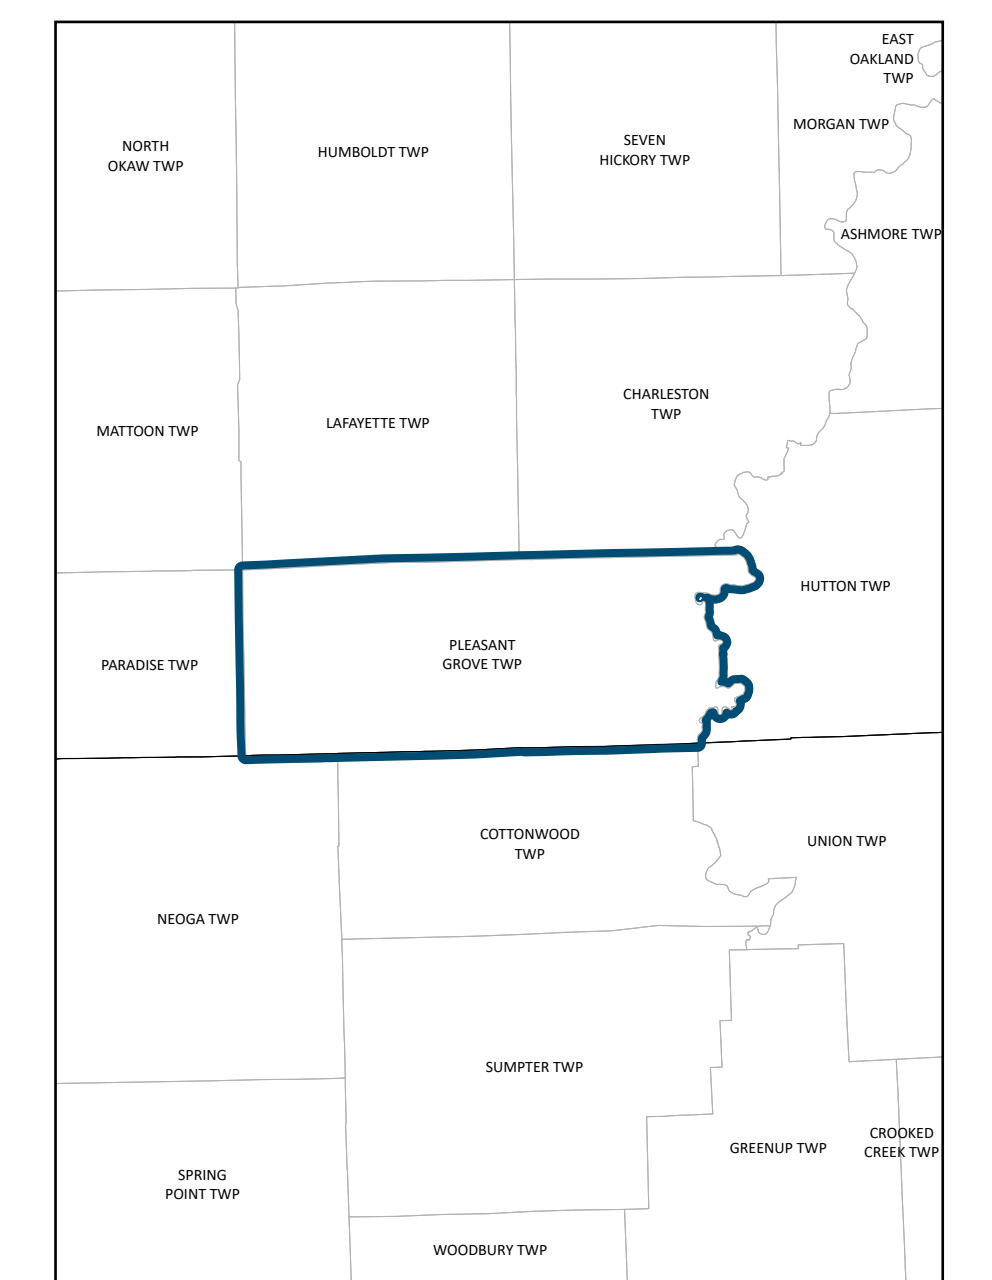 EAST
OAKLAND
TWP
MORGAN TWP
NORTH
OKAW TWP
HUMBOLDT TWP
SEVEN
HICKORY TWP
ASHMORE TWP
MATTOON TWP
LAFAYETTE TWP
CHARLESTON
TWP
HUTTON TWP
PARADISE TWP
PLEASANT
GROVE TWP
COTTONWOOD
TWP
UNION TWP
NEOGA TWP
SUMPTER TWP
GREENUP TWP
CROOKED
CREEK TWP
SPRING
POINT TWP
WOODBURY TWP